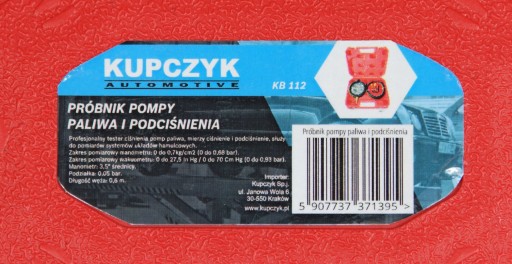 KUPCZYK
AUTOMOTIVE
KB 112
PRÓBNIK POMPY
PALIWA I PODCIŚNIENIA
Profesjonalny tester ciśnienia pomp paliwa, mierzy ciśnienie i podciśnienie, służy
do pomiarów systemów układów hamulcowych.
Zakres pomiarowy manometru: 0 do 0,7kg/cm2 (0 do 0,68 bar)
Zakres pomiarowy wakuometru: 0 do 27,5 in Hg / 0 do 70 Cm Hg (0 do 0,93 bar)
Manometr: 3,5" średnicy
Podziałka: 0,05 bar
Długość węża: 0,6 m
Importer:
Kupczyk Sp.j.
ul. Janowa Wola 6
30-550 Kraków
www.kupczyk.pl
Próbnik pompy paliwa i podciśnienia
5 907737 371395 >